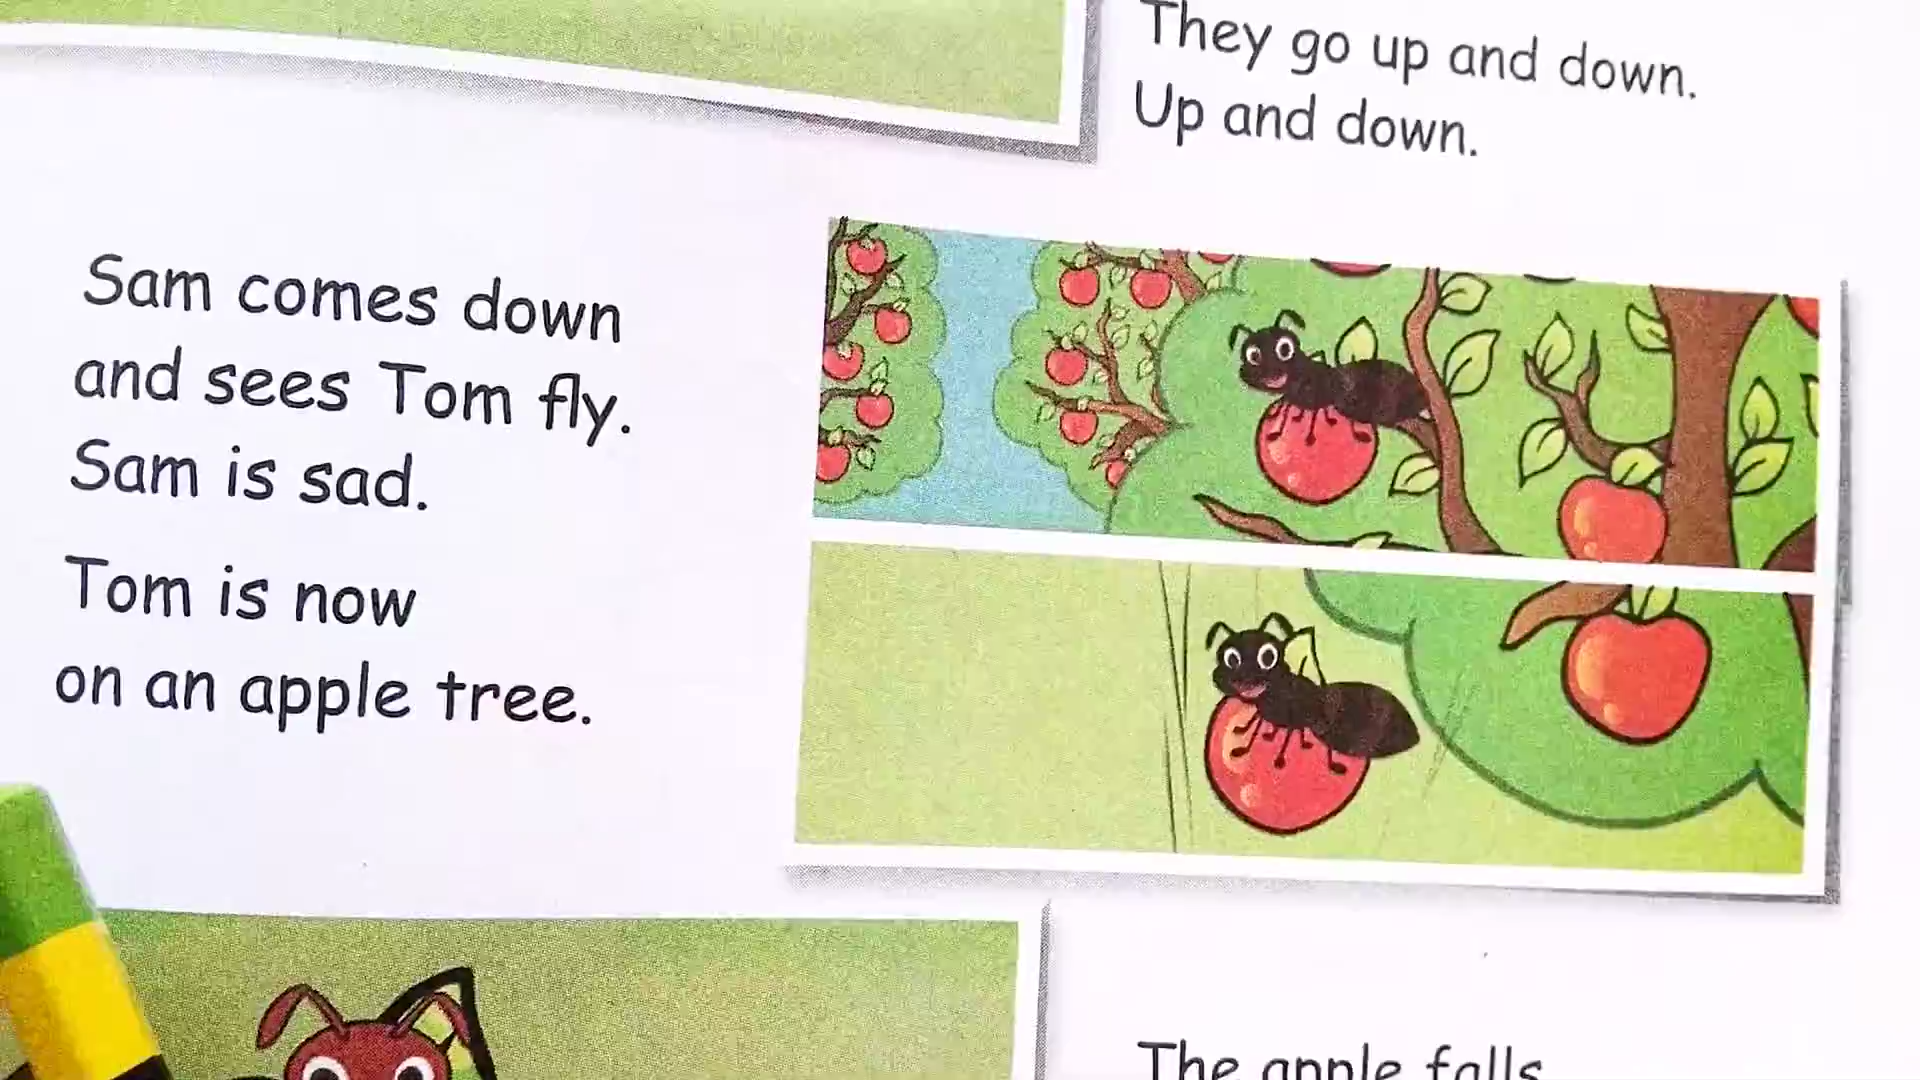 They go up and down.
Up and down.
Sam comes down
and sees Tom fly.
Sam is sad.
Tom is now
on an apple tree.
The apple falls